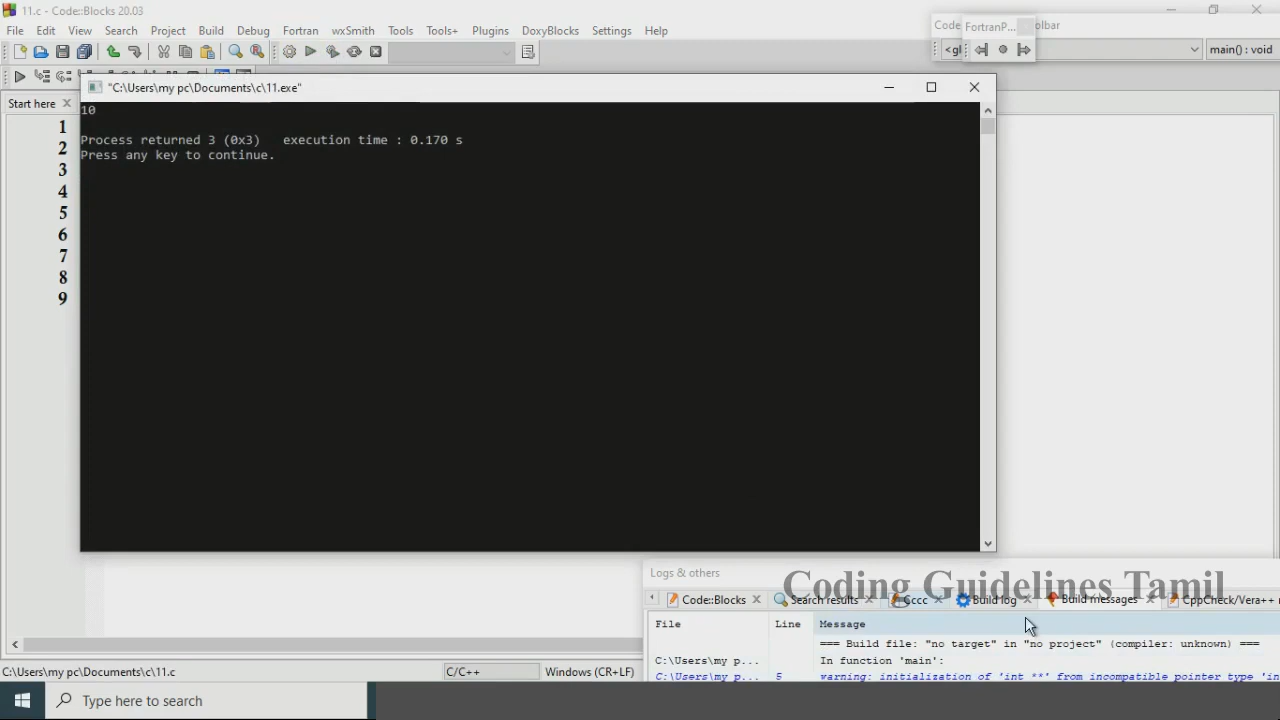 11.c - Code::Blocks 20.03
File Edit View Search Project Build Debug Fortran wxSmith Tools Tools+ Plugins DoxyBlocks Settings Help
Code FortranP... olbar
<gl main() : void
"C:\Users\my pc\Documents\c\11.exe"
Start here
10
Process returned 3 (0x3) execution time : 0.170 s
Press any key to continue.
1
2
3
4
5
6
7
8
9
Logs & others
Coding Guidelines Tamil
Code::Blocks Search results Cccc Build log Build messages CppCheck/Vera++
File Line Message
=== Build file: "no target" in "no project" (compiler: unknown) ===
C:\Users\my p... In function 'main':
C:\Users\my p... 5 warning: initialization of 'int **' from incompatible pointer type 'in
C:\Users\my pc\Documents\c\11.c C/C++ Windows (CR+LF)
Type here to search